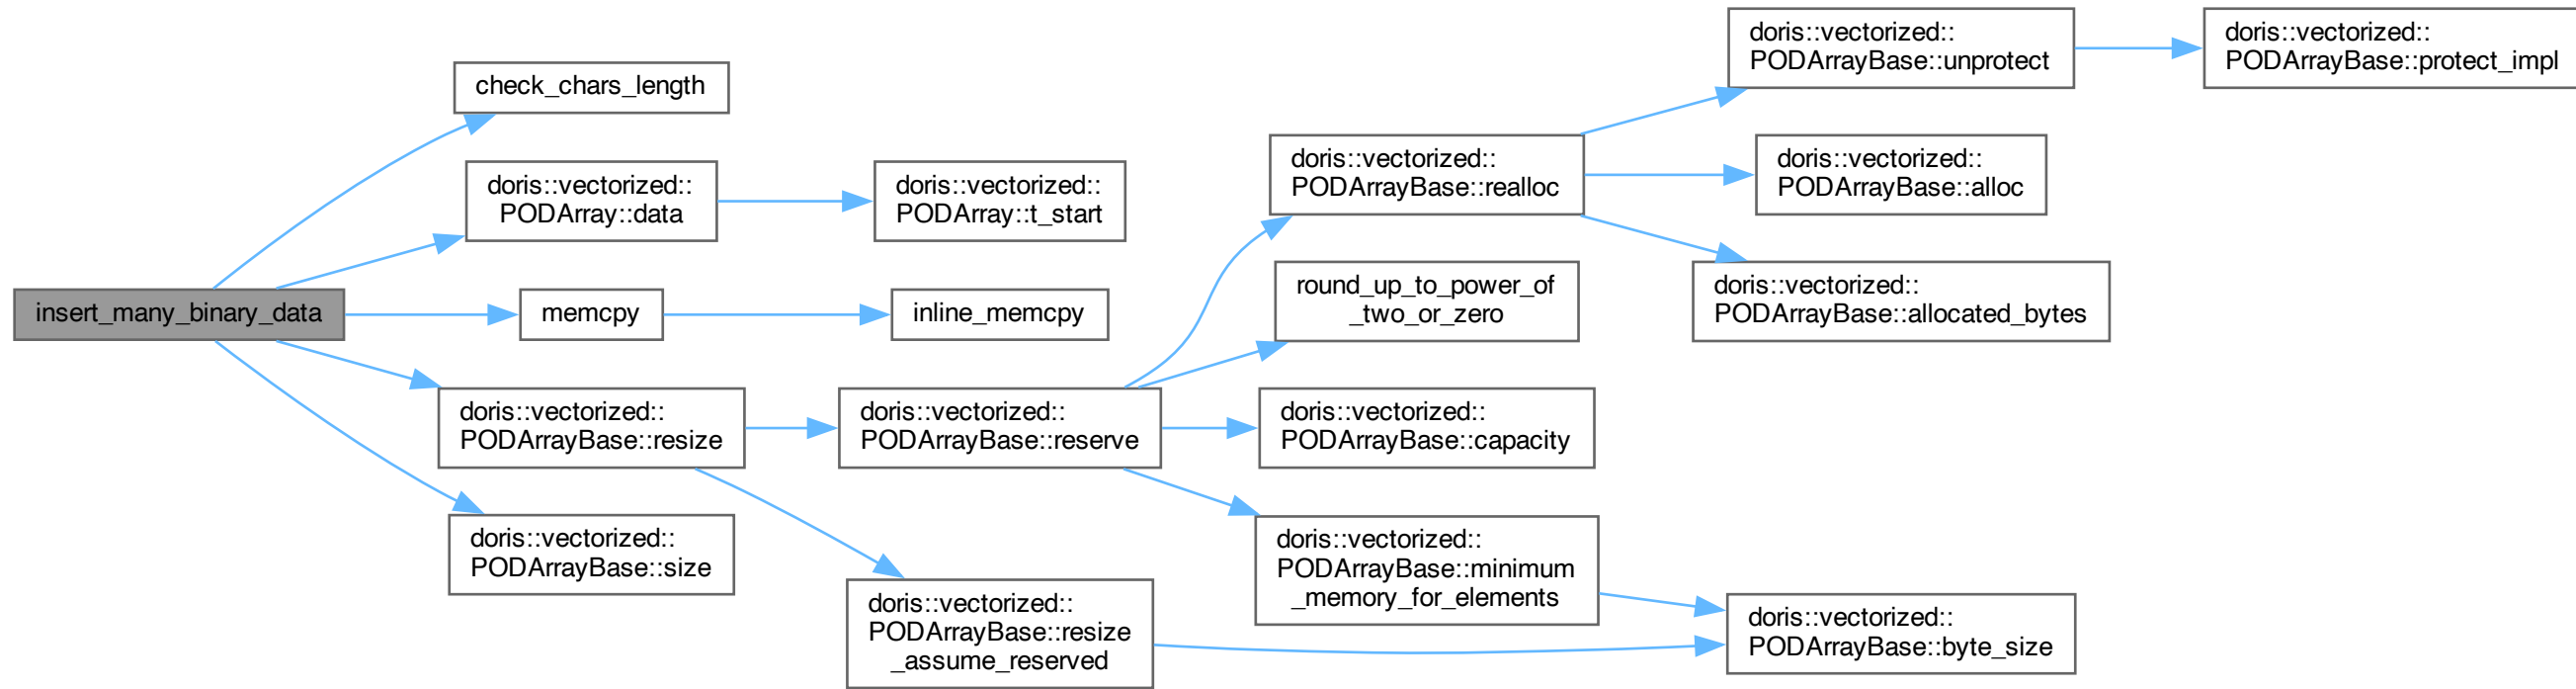 doris::vectorized::
PODArrayBase::unprotect
doris::vectorized::
PODArrayBase::protect_impl
check_chars_length
doris::vectorized::
PODArrayBase::realloc
doris::vectorized::
PODArrayBase::alloc
doris::vectorized::
PODArray::data
doris::vectorized::
PODArray::t_start
insert_many_binary_data
memcpy
inline_memcpy
round_up_to_power_of
_two_or_zero
doris::vectorized::
PODArrayBase::allocated_bytes
doris::vectorized::
PODArrayBase::resize
doris::vectorized::
PODArrayBase::reserve
doris::vectorized::
PODArrayBase::capacity
doris::vectorized::
PODArrayBase::size
doris::vectorized::
PODArrayBase::minimum
_memory_for_elements
doris::vectorized::
PODArrayBase::resize
_assume_reserved
doris::vectorized::
PODArrayBase::byte_size